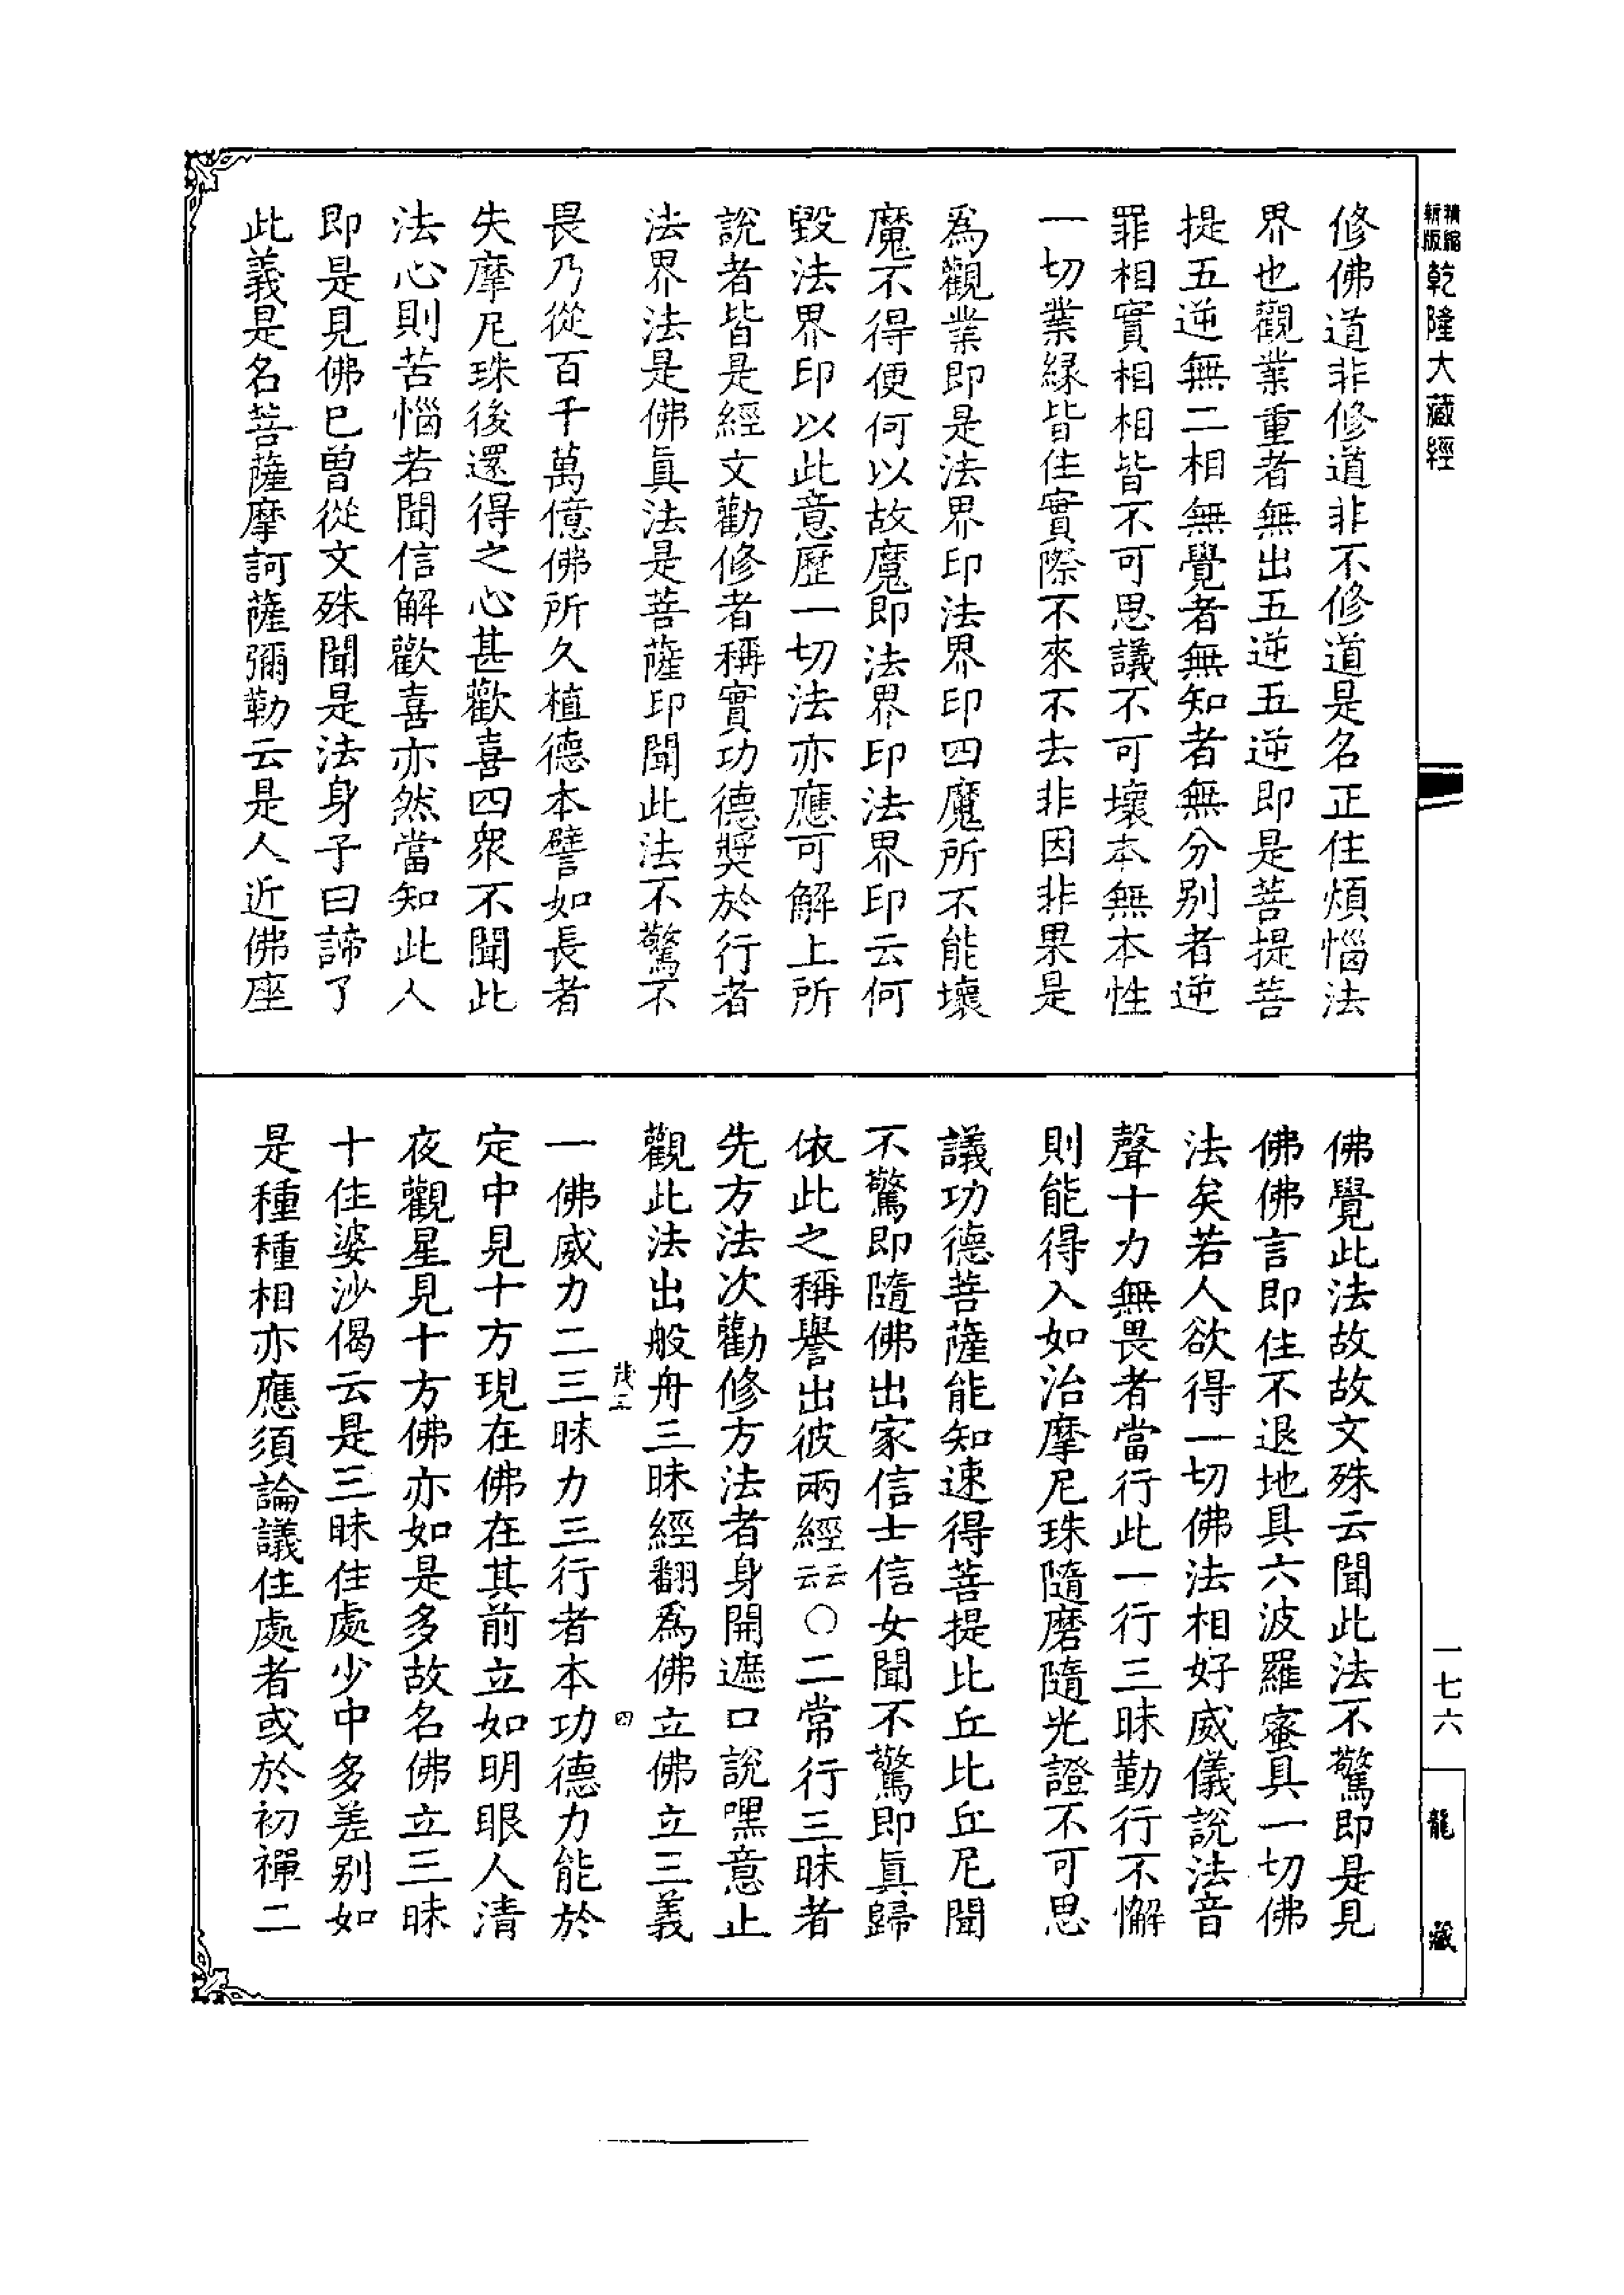 精縮新版
乾隆大藏經
一七六
龍藏
修佛道非修道非不修道是名正住煩惱法
界也觀業重者無出五逆五逆即是菩提菩
提五逆無二相無覺者無知者無分別者逆
罪相實相相皆不可思議不可壞本無本性
一切業緣皆住實際不來不去非因非果是
爲觀業即是法界印法界印四魔所不能壞
魔不得便何以故魔即法界印法界印云何
毀法界印以此意歷一切法亦應可解上所
說者皆是經文勸修者稱實功德獎於行者
法界法是佛眞法是菩薩印聞此法不驚不
畏乃從百千萬億佛所久植德本譬如長者
失摩尼珠後還得之心甚歡喜四衆不聞此
法心則苦惱若聞信解歡喜亦然當知此人
即是見佛已曾從文殊聞是法身子曰諦了
此義是名菩薩摩訶薩彌勒云是人近佛座
佛覺此法故故文殊云聞此法不驚即是見
佛佛言即住不退地具六波羅蜜具一切佛
法矣若人欲得一切佛法相好威儀說法音
聲十力無畏者當行此一行三昧勤行不懈
則能得入如治摩尼珠隨磨隨光證不可思
議功德菩薩能知速得菩提比丘比丘尼聞
不驚即隨佛出家信士信女聞不驚即眞歸
依此之稱譽出彼兩經云云○二常行三昧者
先方法次勸修方法者身開遮口說嘿意止
觀此法出般舟三昧經翻爲佛立佛立三義
茂五
四
一佛威力二三昧力三行者本功德力能於
定中見十方現在佛在其前立如明眼人清
夜觀星見十方佛亦如是多故名佛立三昧
十住婆沙偈云是三昧住處少中多差別如
是種種相亦應須論議住處者或於初禪二